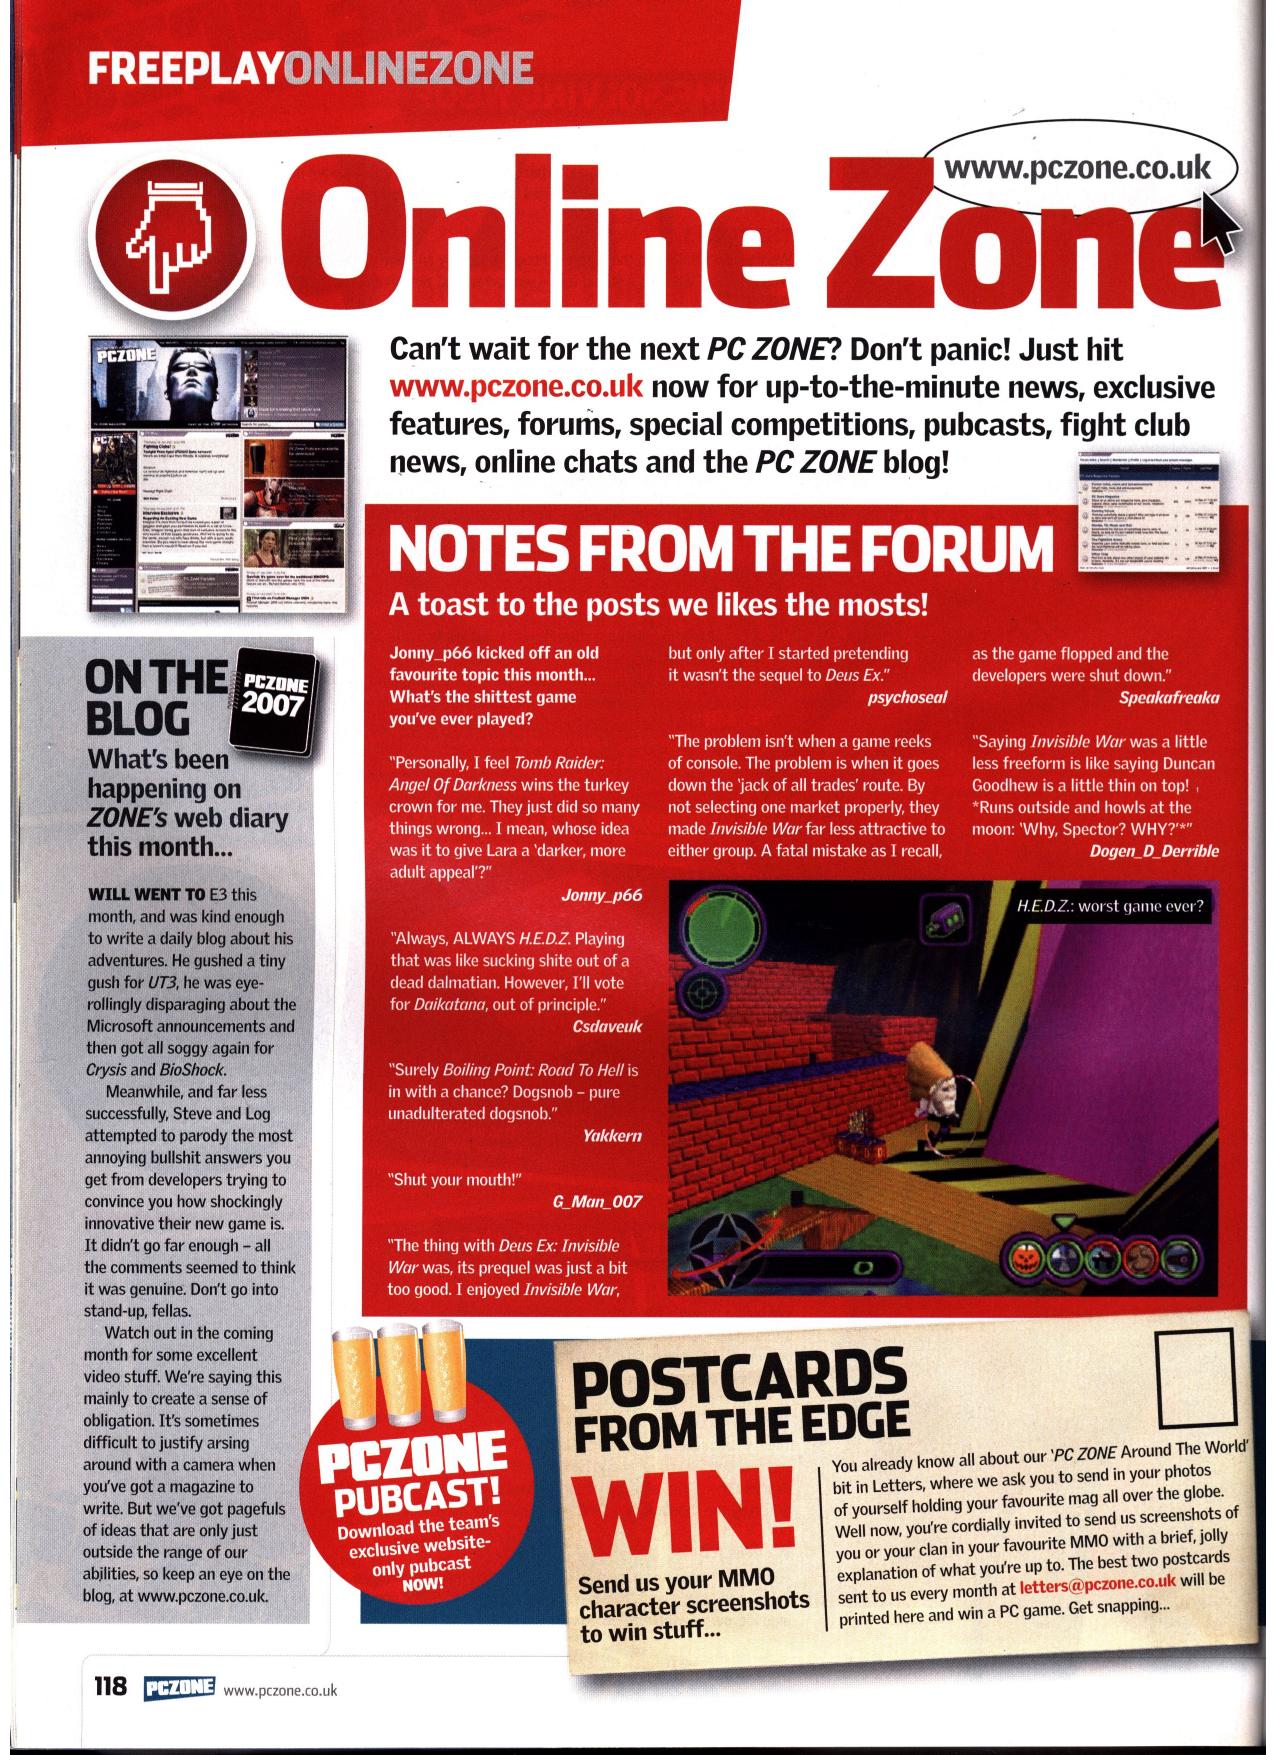 FREEPLAYONLINEZONE
www.pczone.co.uk
Online Zone
PCZONE
Can't wait for the next PC ZONE? Don't panic! Just hit
www.pczone.co.uk now for up-to-the-minute news, exclusive
features, forums, special competitions, pubcasts, fight club
news, online chats and the PC ZONE blog!
ON THE
BLOG
PCZONE
2007
What's been
happening on
ZONE's web diary
this month...
WILL WENT TO E3 this
month, and was kind enough
to write a daily blog about his
adventures. He gushed a tiny
gush for UT3, he was eye-
rollingly disparaging about the
Microsoft announcements and
then got all soggy again for
Crysis and BioShock.
Meanwhile, and far less
successfully, Steve and Log
attempted to parody the most
annoying bullshit answers you
get from developers trying to
convince you how shockingly
innovative their new game is.
It didn't go far enough – all
the comments seemed to think
it was genuine. Don't go into
stand-up, fellas.
Watch out in the coming
month for some excellent
video stuff. We're saying this
mainly to create a sense of
obligation. It's sometimes
difficult to justify arsing
around with a camera when
you've got a magazine to
write. But we've got pagefuls
of ideas that are only just
outside the range of our
abilities, so keep an eye on the
blog, at www.pczone.co.uk.
NOTES FROM THE FORUM
A toast to the posts we likes the mosts!
Jonny_p66 kicked off an old
favourite topic this month...
What's the shittest game
you've ever played?
"Personally, I feel Tomb Raider:
Angel Of Darkness wins the turkey
crown for me. They just did so many
things wrong... I mean, whose idea
was it to give Lara a 'darker, more
adult appeal'?"
Jonny_p66
"Always, ALWAYS H.E.D.Z. Playing
that was like sucking shite out of a
dead dalmatian. However, I'll vote
for Daikatana, out of principle."
Csdaveuk
"Surely Boiling Point: Road To Hell is
in with a chance? Dogsnob – pure
unadulterated dogsnob."
Yakkern
"Shut your mouth!"
G_Man_007
"The thing with Deus Ex: Invisible
War was, its prequel was just a bit
too good. I enjoyed Invisible War,
but only after I started pretending
it wasn't the sequel to Deus Ex."
psychoseal
"The problem isn't when a game reeks
of console. The problem is when it goes
down the 'jack of all trades' route. By
not selecting one market properly, they
made Invisible War far less attractive to
either group. A fatal mistake as I recall,
as the game flopped and the
developers were shut down."
Speakafreaka
"Saying Invisible War was a little
less freeform is like saying Duncan
Goodhew is a little thin on top!
*Runs outside and howls at the
moon: 'Why, Spector? WHY?'*"
Dogen_D_Derrible
H.E.D.Z.: worst game ever?
PCZONE
PUBCAST!
Download the team's
exclusive website-
only pubcast
NOW!
POSTCARDS
FROM THE EDGE
WIN!
Send us your MMO
character screenshots
to win stuff...
You already know all about our 'PC ZONE Around The World'
bit in Letters, where we ask you to send in your photos
of yourself holding your favourite mag all over the globe.
Well now, you're cordially invited to send us screenshots of
you or your clan in your favourite MMO with a brief, jolly
explanation of what you're up to. The best two postcards
sent to us every month at letters@pczone.co.uk will be
printed here and win a PC game. Get snapping...
118 PCZONE www.pczone.co.uk